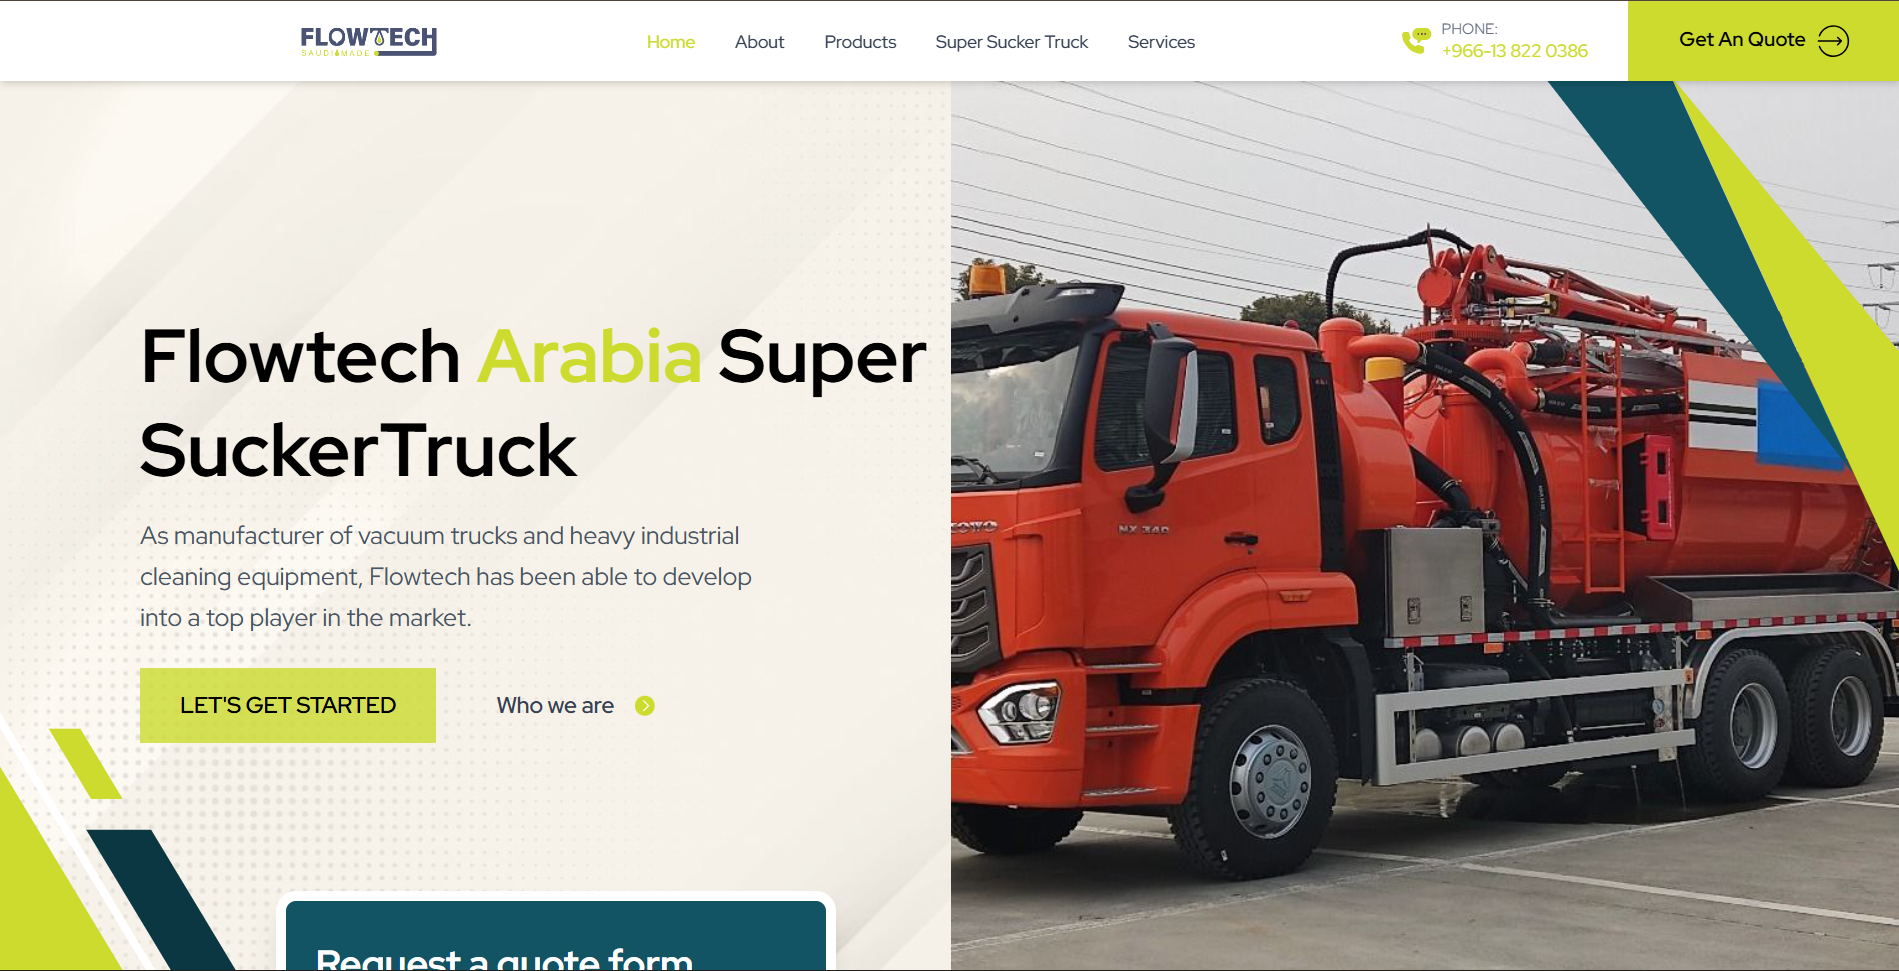 FLOWTECH
SAUDI MADE
Home
About
Products
Super Sucker Truck
Services
PHONE:
+966-13 822 0386
Get An Quote
Flowtech Arabia Super
SuckerTruck
As manufacturer of vacuum trucks and heavy industrial
cleaning equipment, Flowtech has been able to develop
into a top player in the market.
LET'S GET STARTED
Who we are
NX 340
Request a quote form